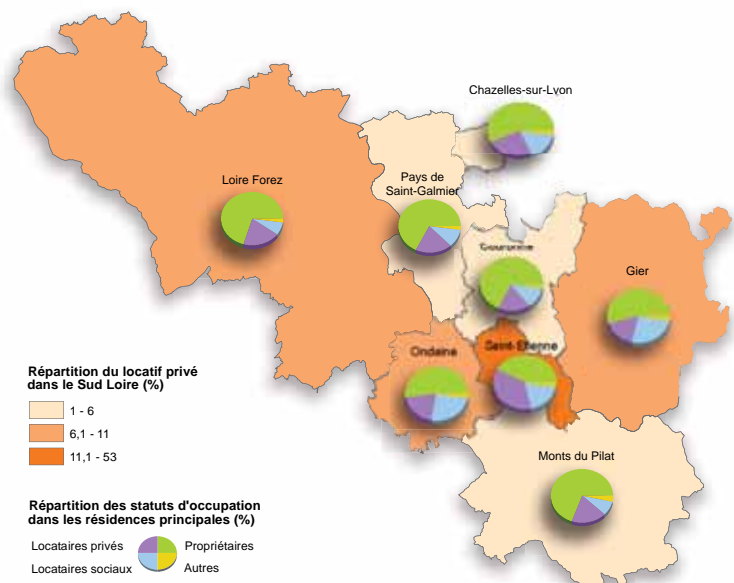 Chazelles-sur-Lyon
Loire Forez
Pays de
Saint-Galmier
Couronne
Gier
Ondaine
Saint-Etienne
Répartition du locatif privé
dans le Sud Loire (%)
1 - 6
6,1 - 11
11,1 - 53
Monts du Pilat
Répartition des statuts d'occupation
dans les résidences principales (%)
Locataires privés
Propriétaires
Locataires sociaux
Autres